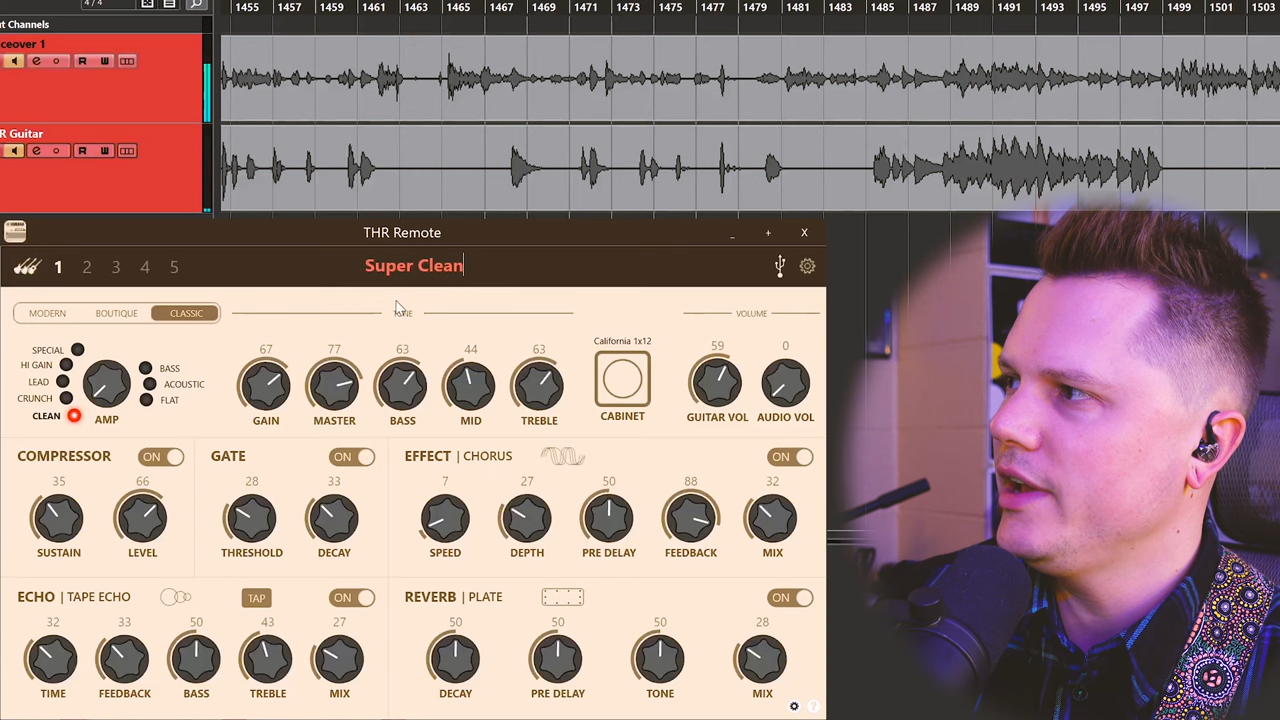 4/4
1455 1457 1459 1461 1463 1465 1467 1469 1471 1473 1475 1477 1479 1481 1483 1485 1487 1489 1491 1493 1495 1497 1499 1501 1503
t Channels
ceover 1
e R W
R Guitar
e R W
THR Remote
_ + X
1 2 3 4 5 Super Clean
MODERN BOUTIQUE CLASSIC VOLUME
California 1x12
SPECIAL
HI GAIN
LEAD
CRUNCH
CLEAN
AMP
BASS
ACOUSTIC
FLAT
67 77 63 44 63 59 0
GAIN MASTER BASS MID TREBLE CABINET GUITAR VOL AUDIO VOL
COMPRESSOR ON GATE ON EFFECT | CHORUS ON
35 66 28 33 7 27 50 88 32
SUSTAIN LEVEL THRESHOLD DECAY SPEED DEPTH PRE DELAY FEEDBACK MIX
ECHO | TAPE ECHO TAP ON REVERB | PLATE ON
32 33 50 43 27 50 50 50 28
TIME FEEDBACK BASS TREBLE MIX DECAY PRE DELAY TONE MIX
?